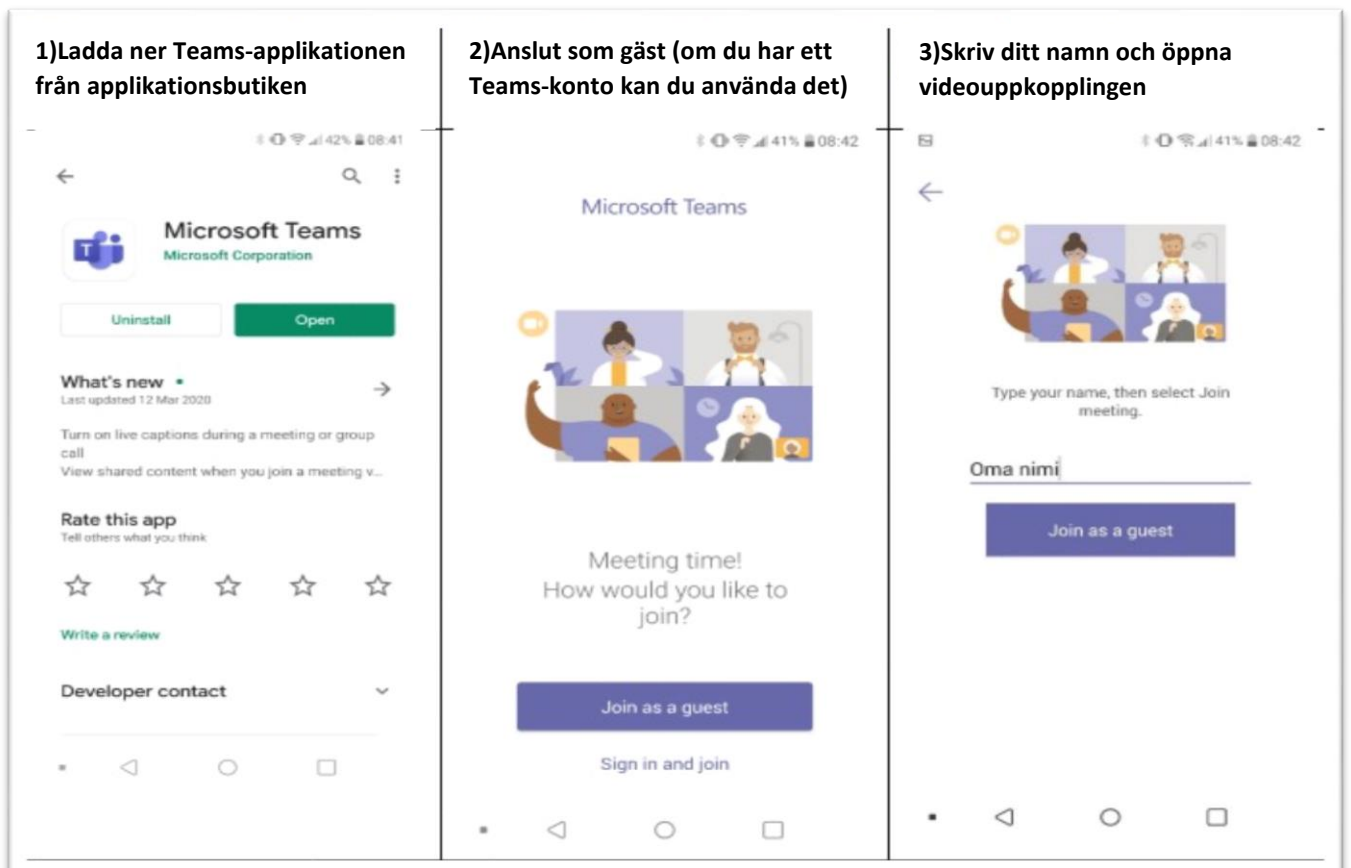 1)Ladda ner Teams-applikationen
från applikationsbutiken
42% 08:41
Microsoft Teams
Microsoft Corporation
Uninstall
Open
What's new
Last updated 12 Mar 2020
Turn on live captions during a meeting or group
call
View shared content when you join a meeting v...
Rate this app
Tell others what you think
Write a review
Developer contact
2)Anslut som gäst (om du har ett
Teams-konto kan du använda det)
41% 08:42
Microsoft Teams
Meeting time!
How would you like to
join?
Join as a guest
Sign in and join
3)Skriv ditt namn och öppna
videouppkopplingen
41% 08:42
Type your name, then select Join
meeting.
Oma nimi
Join as a guest